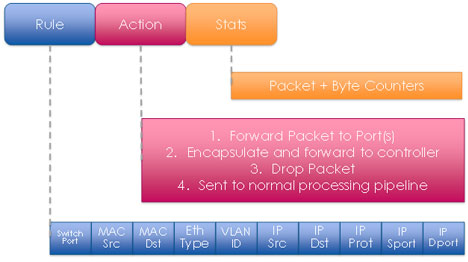 Rule Action Stats
Packet + Byte Counters
1. Forward Packet to Port(s)
2. Encapsulate and forward to controller
3. Drop Packet
4. Sent to normal processing pipeline
Switch Port
MAC Src
MAC Dst
Eth Type
VLAN ID
IP Src
IP Dst
IP Prot
IP Sport
IP Dport